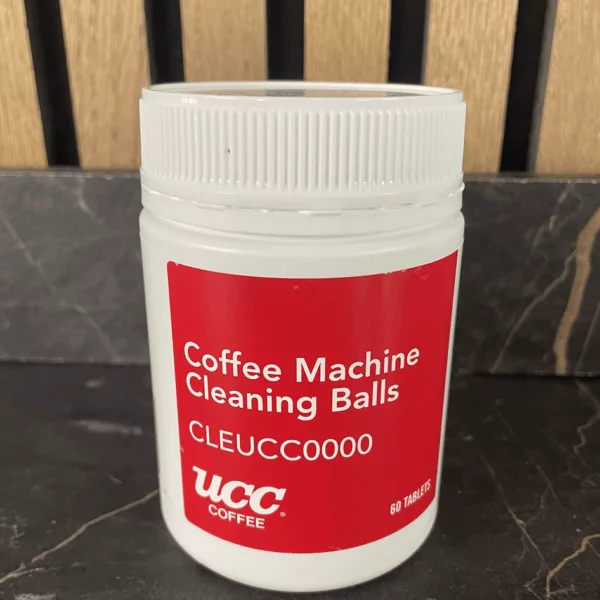 Coffee Machine
Cleaning Balls
CLEUCC0000
ucc
COFFEE
60 TABLETS